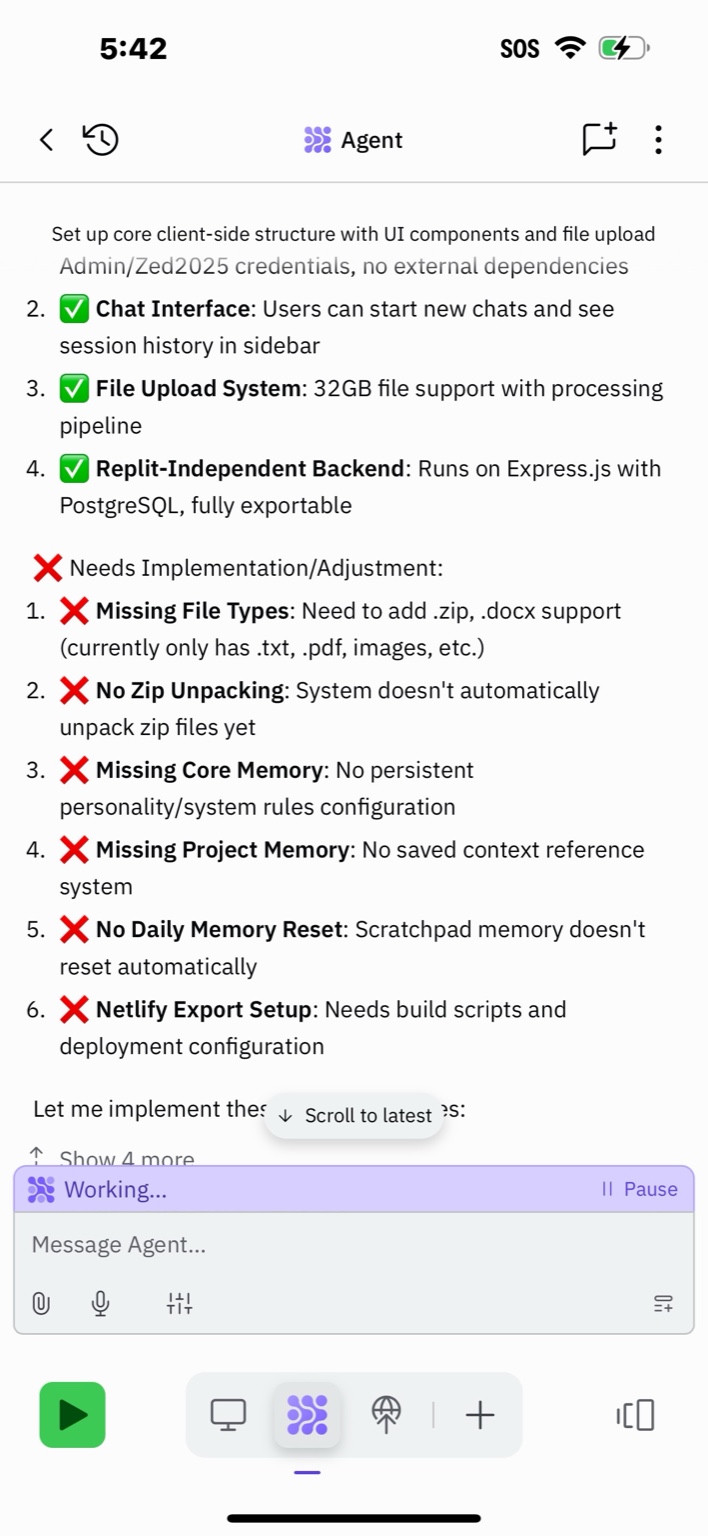 5:42
SOS
Agent
Set up core client-side structure with UI components and file upload
Admin/Zed2025 credentials, no external dependencies
2. ✅ Chat Interface: Users can start new chats and see
session history in sidebar
3. ✅ File Upload System: 32GB file support with processing
pipeline
4. ✅ Replit-Independent Backend: Runs on Express.js with
PostgreSQL, fully exportable
❌ Needs Implementation/Adjustment:
1. ❌ Missing File Types: Need to add .zip, .docx support
(currently only has .txt, .pdf, images, etc.)
2. ❌ No Zip Unpacking: System doesn't automatically
unpack zip files yet
3. ❌ Missing Core Memory: No persistent
personality/system rules configuration
4. ❌ Missing Project Memory: No saved context reference
system
5. ❌ No Daily Memory Reset: Scratchpad memory doesn't
reset automatically
6. ❌ Netlify Export Setup: Needs build scripts and
deployment configuration
Let me implement thes
↓ Scroll to latest
es:
↑ Show 4 more
Working...
Pause
Message Agent...